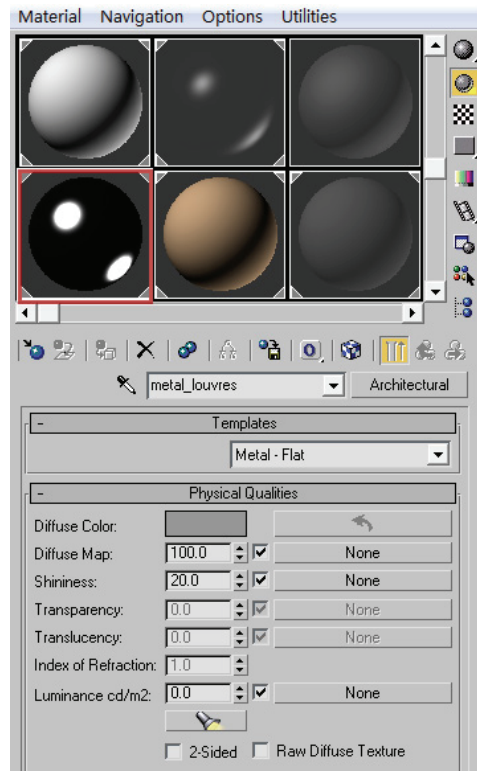 Material Navigation Options Utilities
metal_louvres Architectural
- Templates
Metal - Flat
- Physical Qualities
Diffuse Color:
Diffuse Map: 100.0 None
Shininess: 20.0 None
Transparency: 0.0 None
Translucency: 0.0 None
Index of Refraction: 1.0
Luminance cd/m2: 0.0 None
2-Sided Raw Diffuse Texture